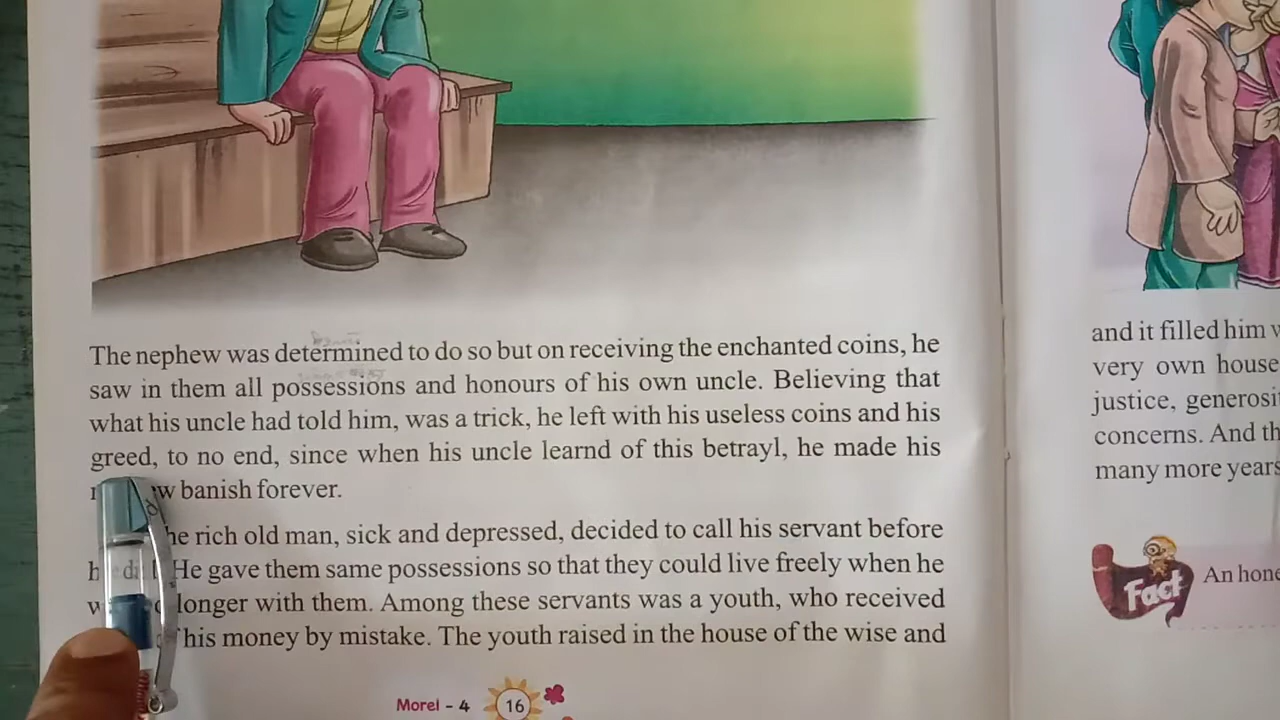 The nephew was determined to do so but on receiving the enchanted coins, he
saw in them all possessions and honours of his own uncle. Believing that
what his uncle had told him, was a trick, he left with his useless coins and his
greed, to no end, since when his uncle learnd of this betrayl, he made his
banish forever.
he rich old man, sick and depressed, decided to call his servant before
He gave them same possessions so that they could live freely when he
longer with them. Among these servants was a youth, who received
his money by mistake. The youth raised in the house of the wise and
Morel - 4 16
and it filled him
very own house
justice, generosi
concerns. And th
many more years
Fact
An hone